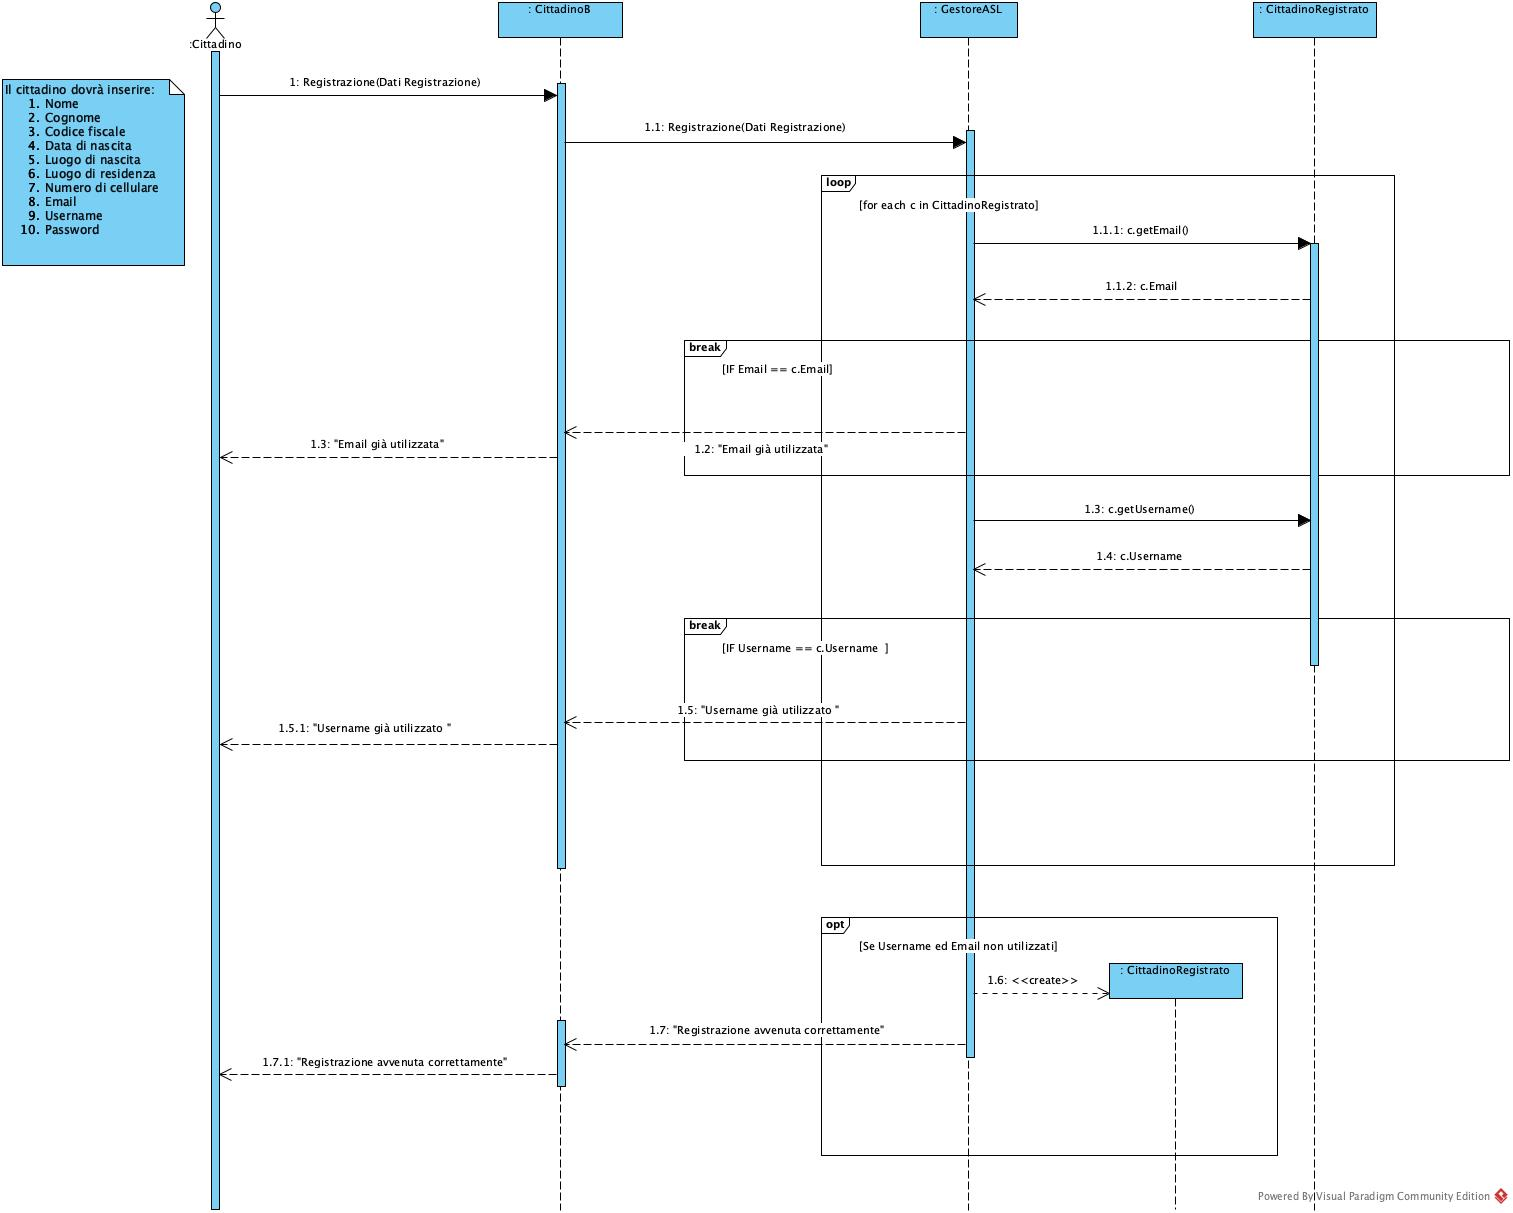 : CittadinoB
: GestoreASL
: CittadinoRegistrato
:Cittadino
Il cittadino dovrà inserire:
1. Nome
2. Cognome
3. Codice fiscale
4. Data di nascita
5. Luogo di nascita
6. Luogo di residenza
7. Numero di cellulare
8. Email
9. Username
10. Password
1: Registrazione(Dati Registrazione)
1.1: Registrazione(Dati Registrazione)
loop
[for each c in CittadinoRegistrato]
1.1.1: c.getEmail()
1.1.2: c.Email
break
[IF Email == c.Email]
1.3: "Email già utilizzata"
1.2: "Email già utilizzata"
1.3: c.getUsername()
1.4: c.Username
break
[IF Username == c.Username ]
1.5: "Username già utilizzato "
1.5.1: "Username già utilizzato "
opt
[Se Username ed Email non utilizzati]
: CittadinoRegistrato
1.6: <<create>>
1.7: "Registrazione avvenuta correttamente"
1.7.1: "Registrazione avvenuta correttamente"
Powered By Visual Paradigm Community Edition